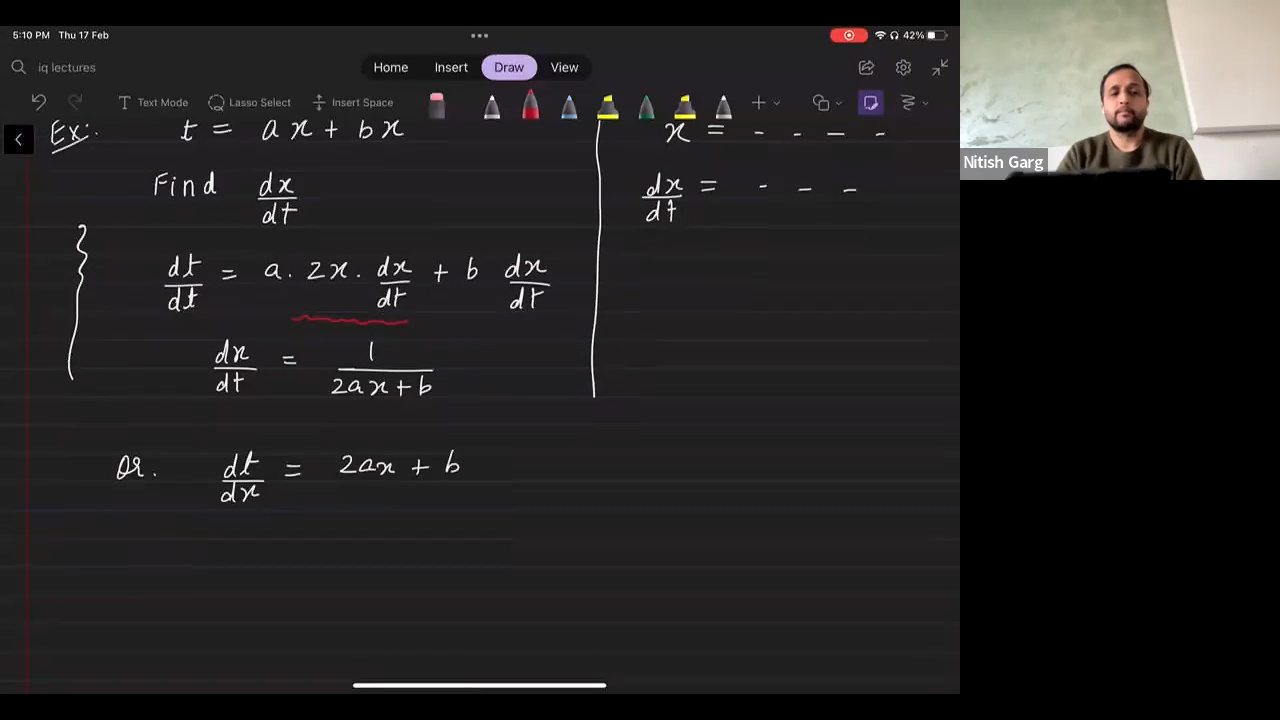 5:10 PM Thu 17 Feb
42%
iq lectures
Home Insert Draw View
Text Mode Lasso Select Insert Space
Ex:. t = ax + bx
Find dx/dt
dt/dt = a. 2x. dx/dt + b dx/dt
dx/dt = 1/(2ax + b)
or. dt/dx = 2ax + b
x = - - - -
dx/dt = - - -
Nitish Garg